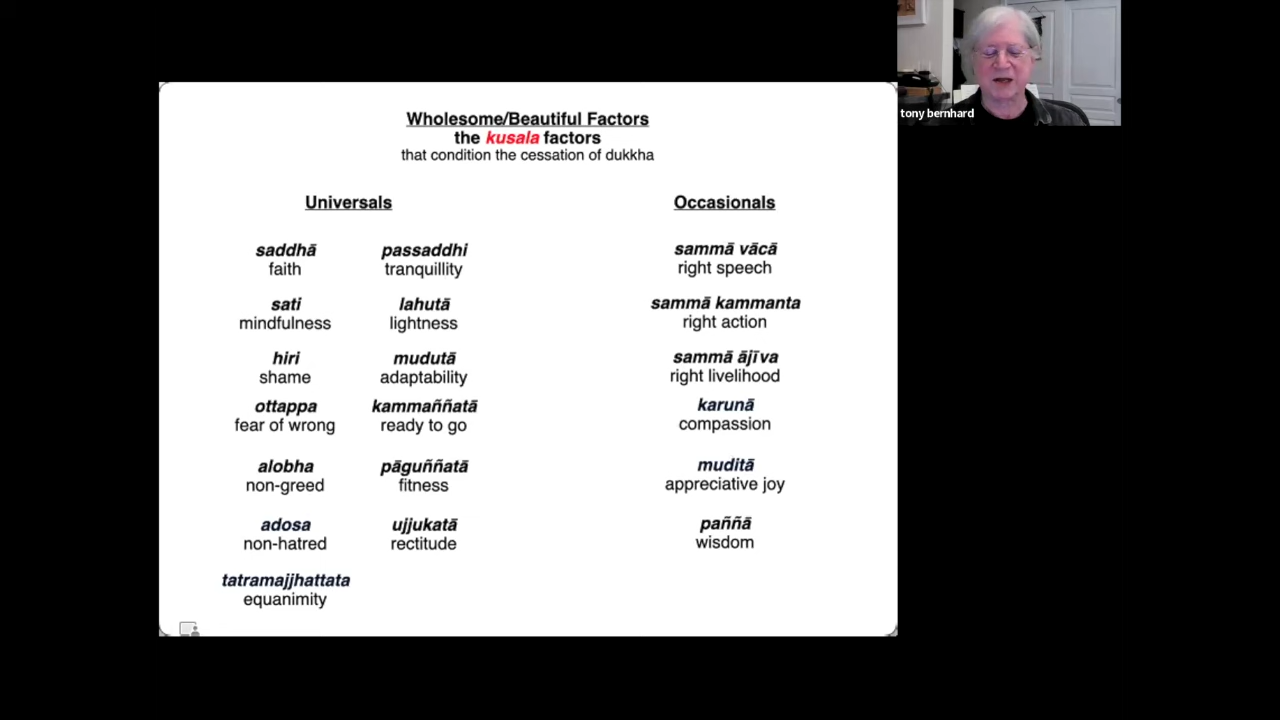 tony bernhard
Wholesome/Beautiful Factors
the kusala factors
that condition the cessation of dukkha
Universals
saddhā
faith
sati
mindfulness
hiri
shame
ottappa
fear of wrong
alobha
non-greed
adosa
non-hatred
tatramajjhattata
equanimity
passaddhi
tranquillity
lahutā
lightness
mudutā
adaptability
kammaññatā
ready to go
pāguññatā
fitness
ujjukatā
rectitude
Occasionals
sammā vācā
right speech
sammā kammanta
right action
sammā ājīva
right livelihood
karunā
compassion
muditā
appreciative joy
paññā
wisdom